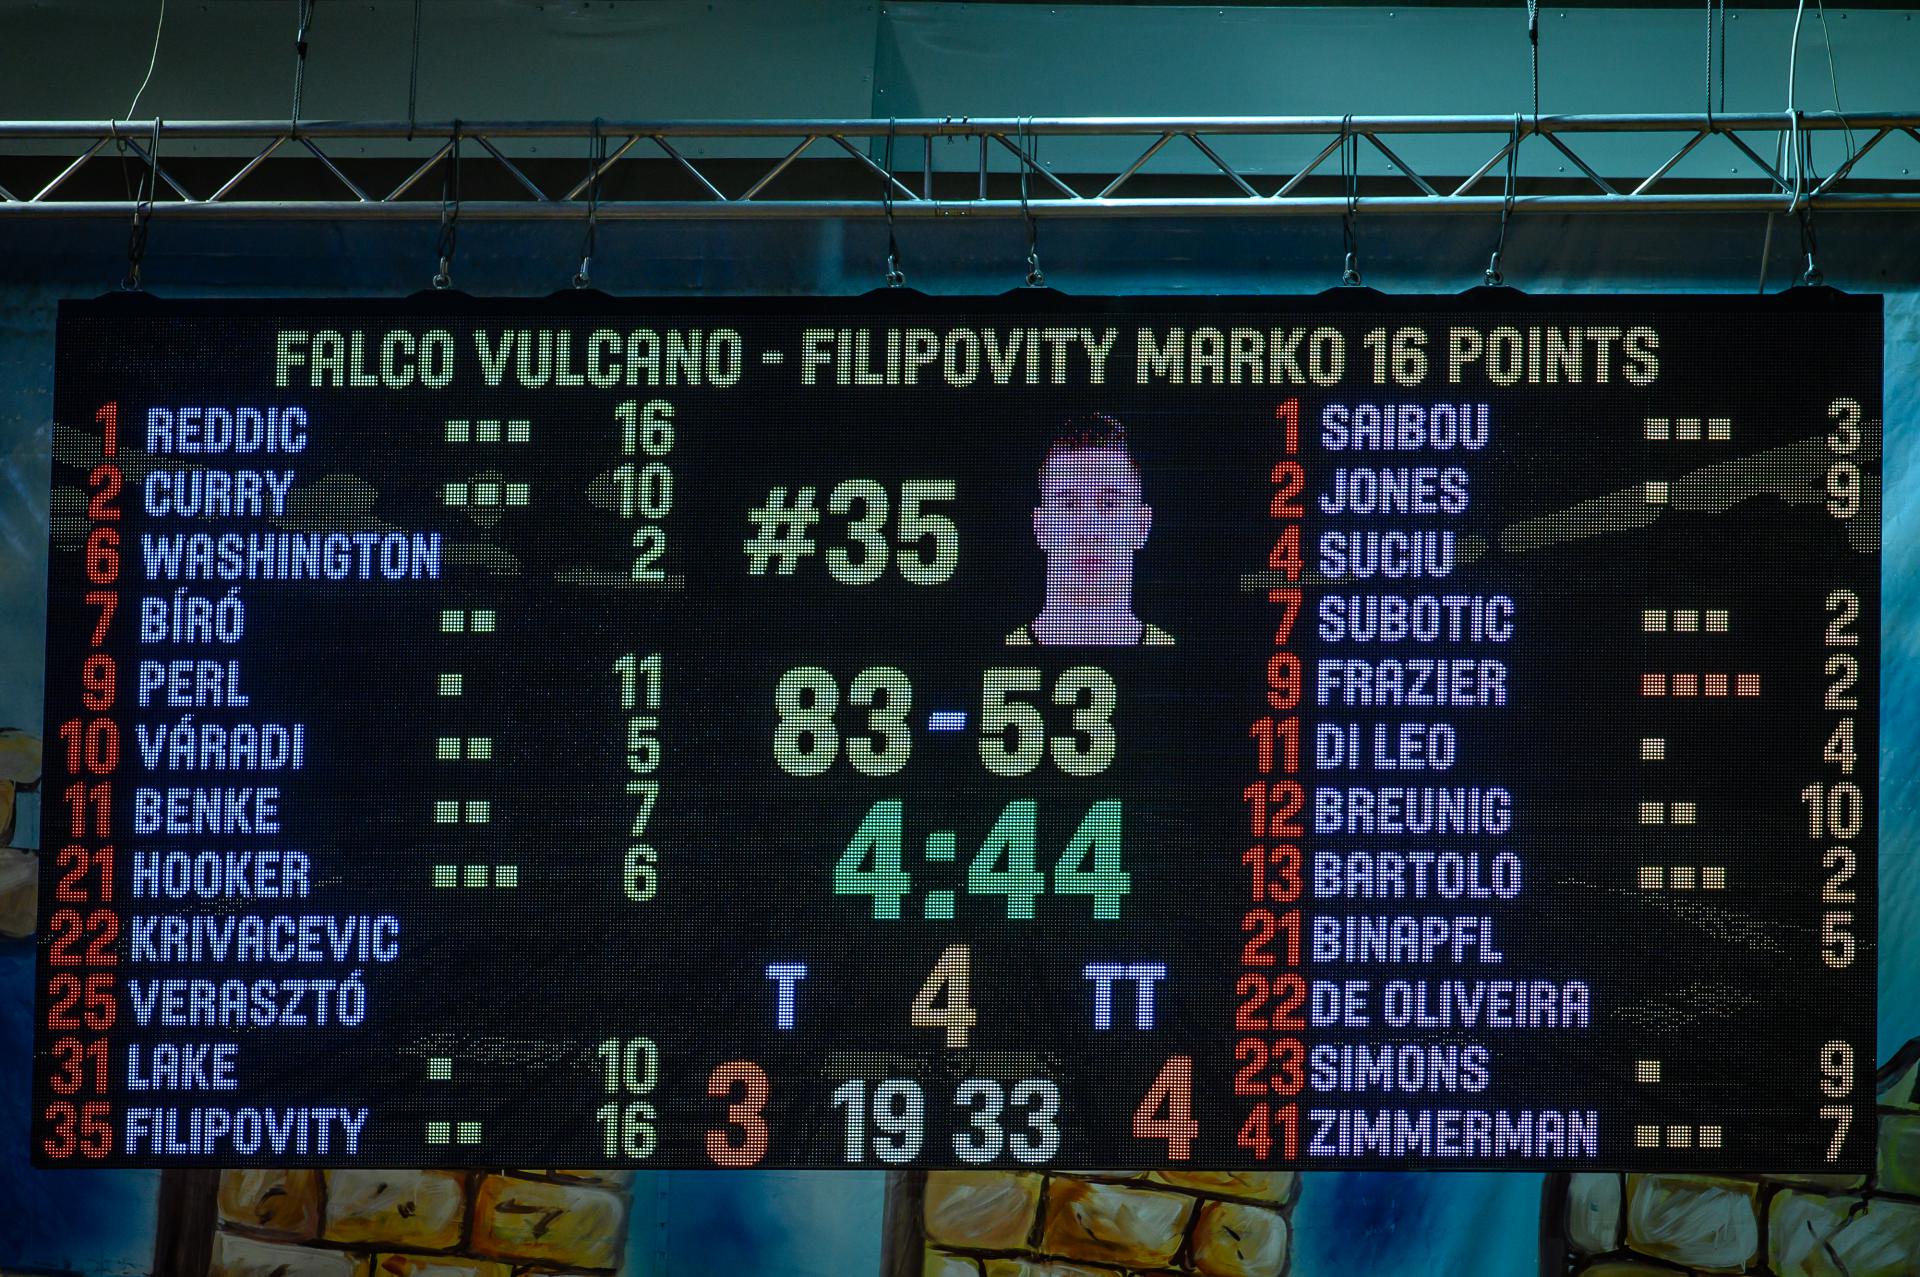 FALCO VULCANO - FILIPOVITY MARKO 16 POINTS
1 REDDIC 16
2 CURRY 10
6 WASHINGTON 2
7 BÍRÓ
9 PERL 11
10 VÁRADI 5
11 BENKE 7
21 HOOKER 6
22 KRIVACEVIC
25 VERASZTÓ
31 LAKE 10
35 FILIPOVITY 16
#35
83-53
4:44
T 4 TT
3 19 33 4
1 SAIBOU 3
2 JONES 9
4 SUCIU
7 SUBOTIC 2
9 FRAZIER 2
11 DI LEO 4
12 BREUNIG 10
13 BARTOLO 2
21 BINAPFL 5
22 DE OLIVEIRA
23 SIMONS 9
41 ZIMMERMAN 7